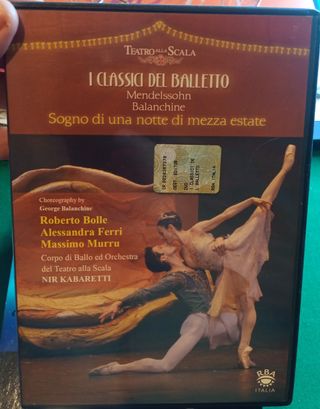 TEATRO ALLA SCALA
I CLASSICI DEL BALLETTO
Mendelssohn
Balanchine
Sogno di una notte di mezza estate
Choreography by
George Balanchine
Roberto Bolle
Alessandra Ferri
Massimo Murru
Corpo di Ballo ed Orchestra
del Teatro alla Scala
NIR KABARETTI
RBA ITALIA
RBA
ITALIA